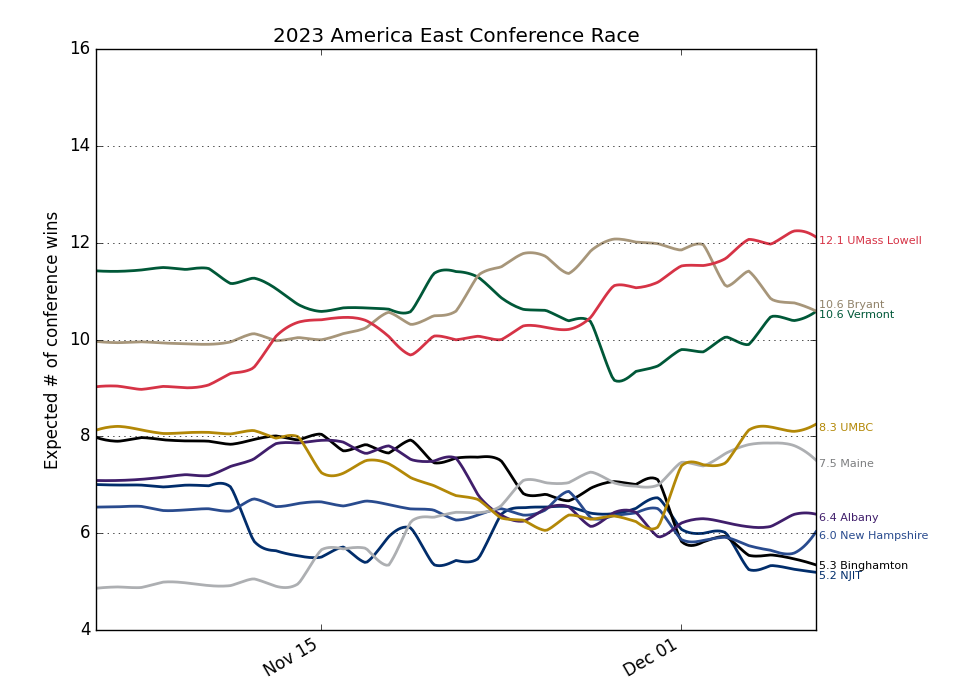 2023 America East Conference Race
Expected # of conference wins
16
14
12
10
8
6
4
Nov 15
Dec 01
12.1 UMass Lowell
10.6 Bryant
10.6 Vermont
8.3 UMBC
7.5 Maine
6.4 Albany
6.0 New Hampshire
5.3 Binghamton
5.2 NJIT